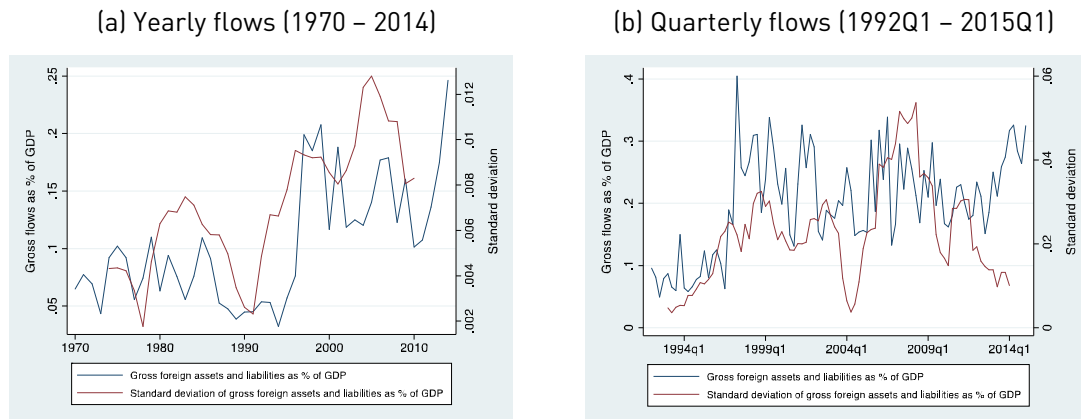 (a) Yearly flows (1970 – 2014)
Gross flows as % of GDP
.25
.2
.15
.1
.05
.012
.01
.008
.006
.004
.002
Standard deviation
1970
1980
1990
2000
2010
Gross foreign assets and liabilities as % of GDP
Standard deviation of gross foreign assets and liabilities as % of GDP
(b) Quarterly flows (1992Q1 – 2015Q1)
Gross flows as % of GDP
.4
.3
.2
.1
0
.06
.04
.02
0
Standard deviation
1994q1
1999q1
2004q1
2009q1
2014q1
Gross foreign assets and liabilities as % of GDP
Standard deviation of gross foreign assets and liabilities as % of GDP